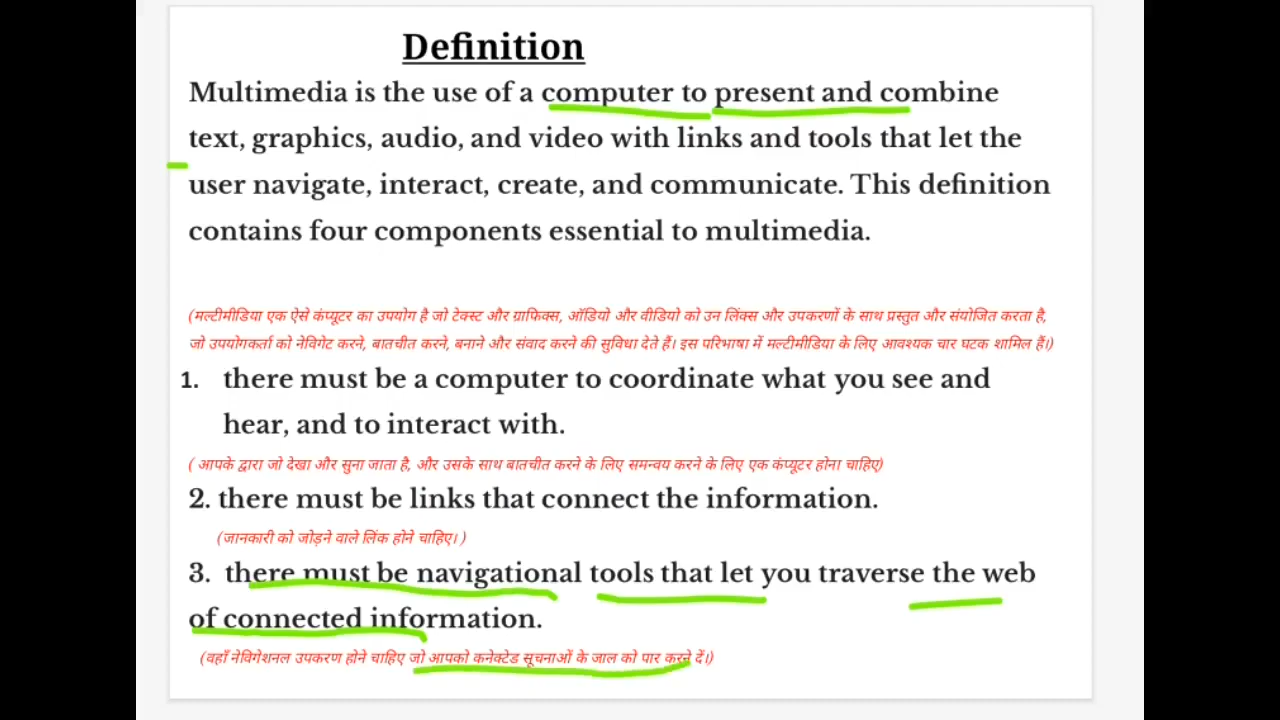 Definition
Multimedia is the use of a computer to present and combine
text, graphics, audio, and video with links and tools that let the
user navigate, interact, create, and communicate. This definition
contains four components essential to multimedia.
(मल्टीमीडिया एक ऐसे कंप्यूटर का उपयोग है जो टेक्स्ट और ग्राफिक्स, ऑडियो और वीडियो को उन लिंक्स और उपकरणों के साथ प्रस्तुत और संयोजित करता है,
जो उपयोगकर्ता को नेविगेट करने, बातचीत करने, बनाने और संवाद करने की सुविधा देते हैं। इस परिभाषा में मल्टीमीडिया के लिए आवश्यक चार घटक शामिल हैं।)
1. there must be a computer to coordinate what you see and
hear, and to interact with.
( आपके द्वारा जो देखा और सुना जाता है, और उसके साथ बातचीत करने के लिए समन्वय करने के लिए एक कंप्यूटर होना चाहिए)
2. there must be links that connect the information.
(जानकारी को जोड़ने वाले लिंक होने चाहिए। )
3. there must be navigational tools that let you traverse the web
of connected information.
(वहाँ नेविगेशनल उपकरण होने चाहिए जो आपको कनेक्टेड सूचनाओं के जाल को पार करने दें।)